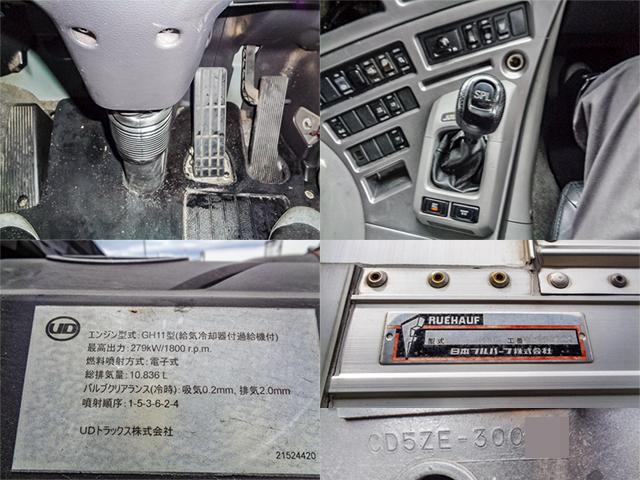 SPL
UD
エンジン型式:GH11型(給気冷却器付過給機付)
最高出力:279kW/1800r.p.m.
燃料噴射方式:電子式
総排気量:10.836L
バルブクリアランス(冷時):吸気0.2mm,排気2.0mm
噴射順序:1-5-3-6-2-4
UDトラックス株式会社
21524420
RUEHAUF
型式 工番
日本フルハーフ株式会社
CD5ZE-300